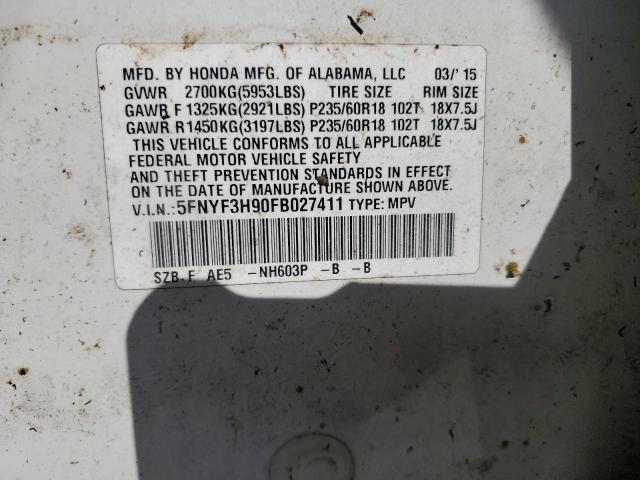 MFD. BY HONDA MFG. OF ALABAMA, LLC 03/'15
GVWR 2700KG(5953LBS) TIRE SIZE RIM SIZE
GAWR F 1325KG(2921LBS) P235/60R18 102T 18X7.5J
GAWR R1450KG(3197LBS) P235/60R18 102T 18X7.5J
THIS VEHICLE CONFORMS TO ALL APPLICABLE
FEDERAL MOTOR VEHICLE SAFETY
AND THEFT PREVENTION STANDARDS IN EFFECT
ON THE DATE OF MANUFACTURE SHOWN ABOVE.
V.I.N.:5FNYF3H90FB027411 TYPE: MPV
SZB F AE5 -NH603P -B -B